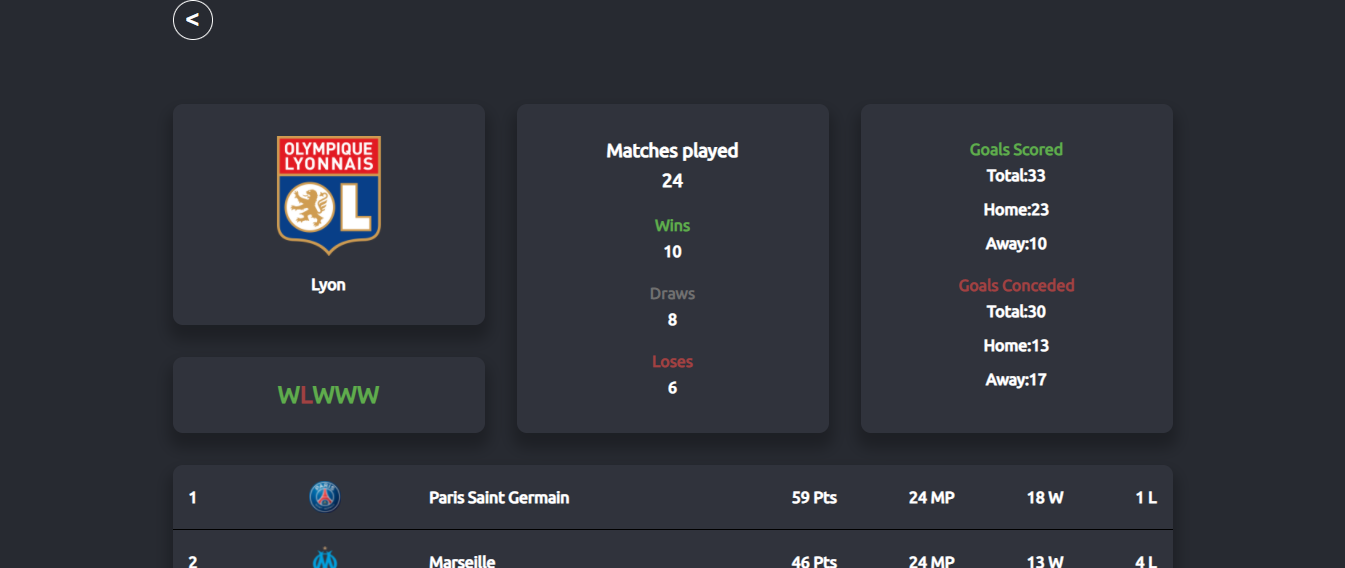 <
OLYMPIQUE
LYONNAIS
OL
Lyon
WLWWW
Matches played
24
Wins
10
Draws
8
Loses
6
Goals Scored
Total:33
Home:23
Away:10
Goals Conceded
Total:30
Home:13
Away:17
1 PARIS Paris Saint Germain 59 Pts 24 MP 18 W 1 L
2 Marseille 46 Pts 24 MP 13 W 4 L